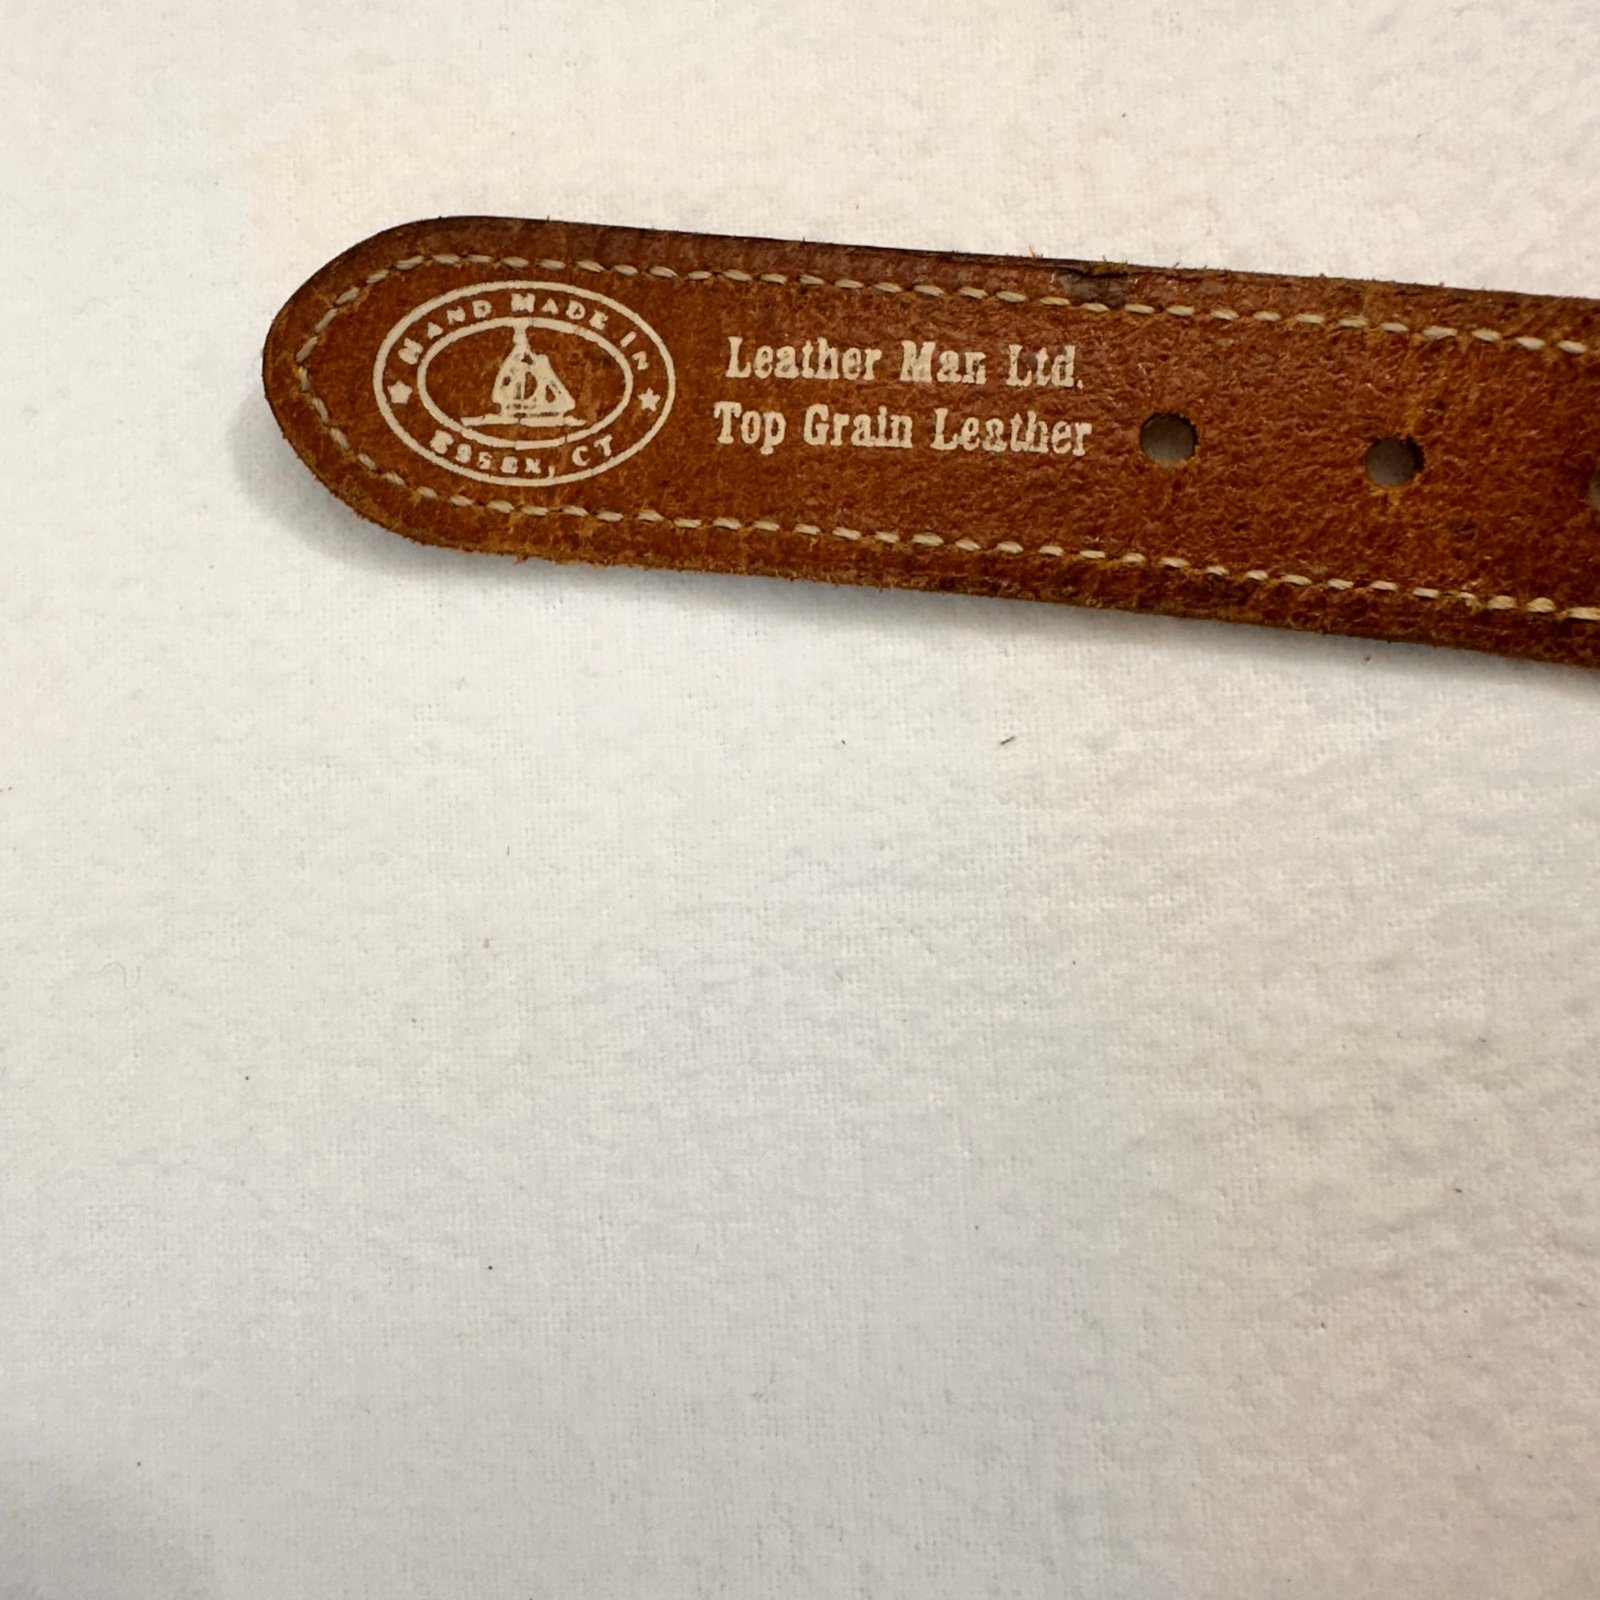 HAND MADE IN
ESSEX, CT
Leather Man Ltd.
Top Grain Leather